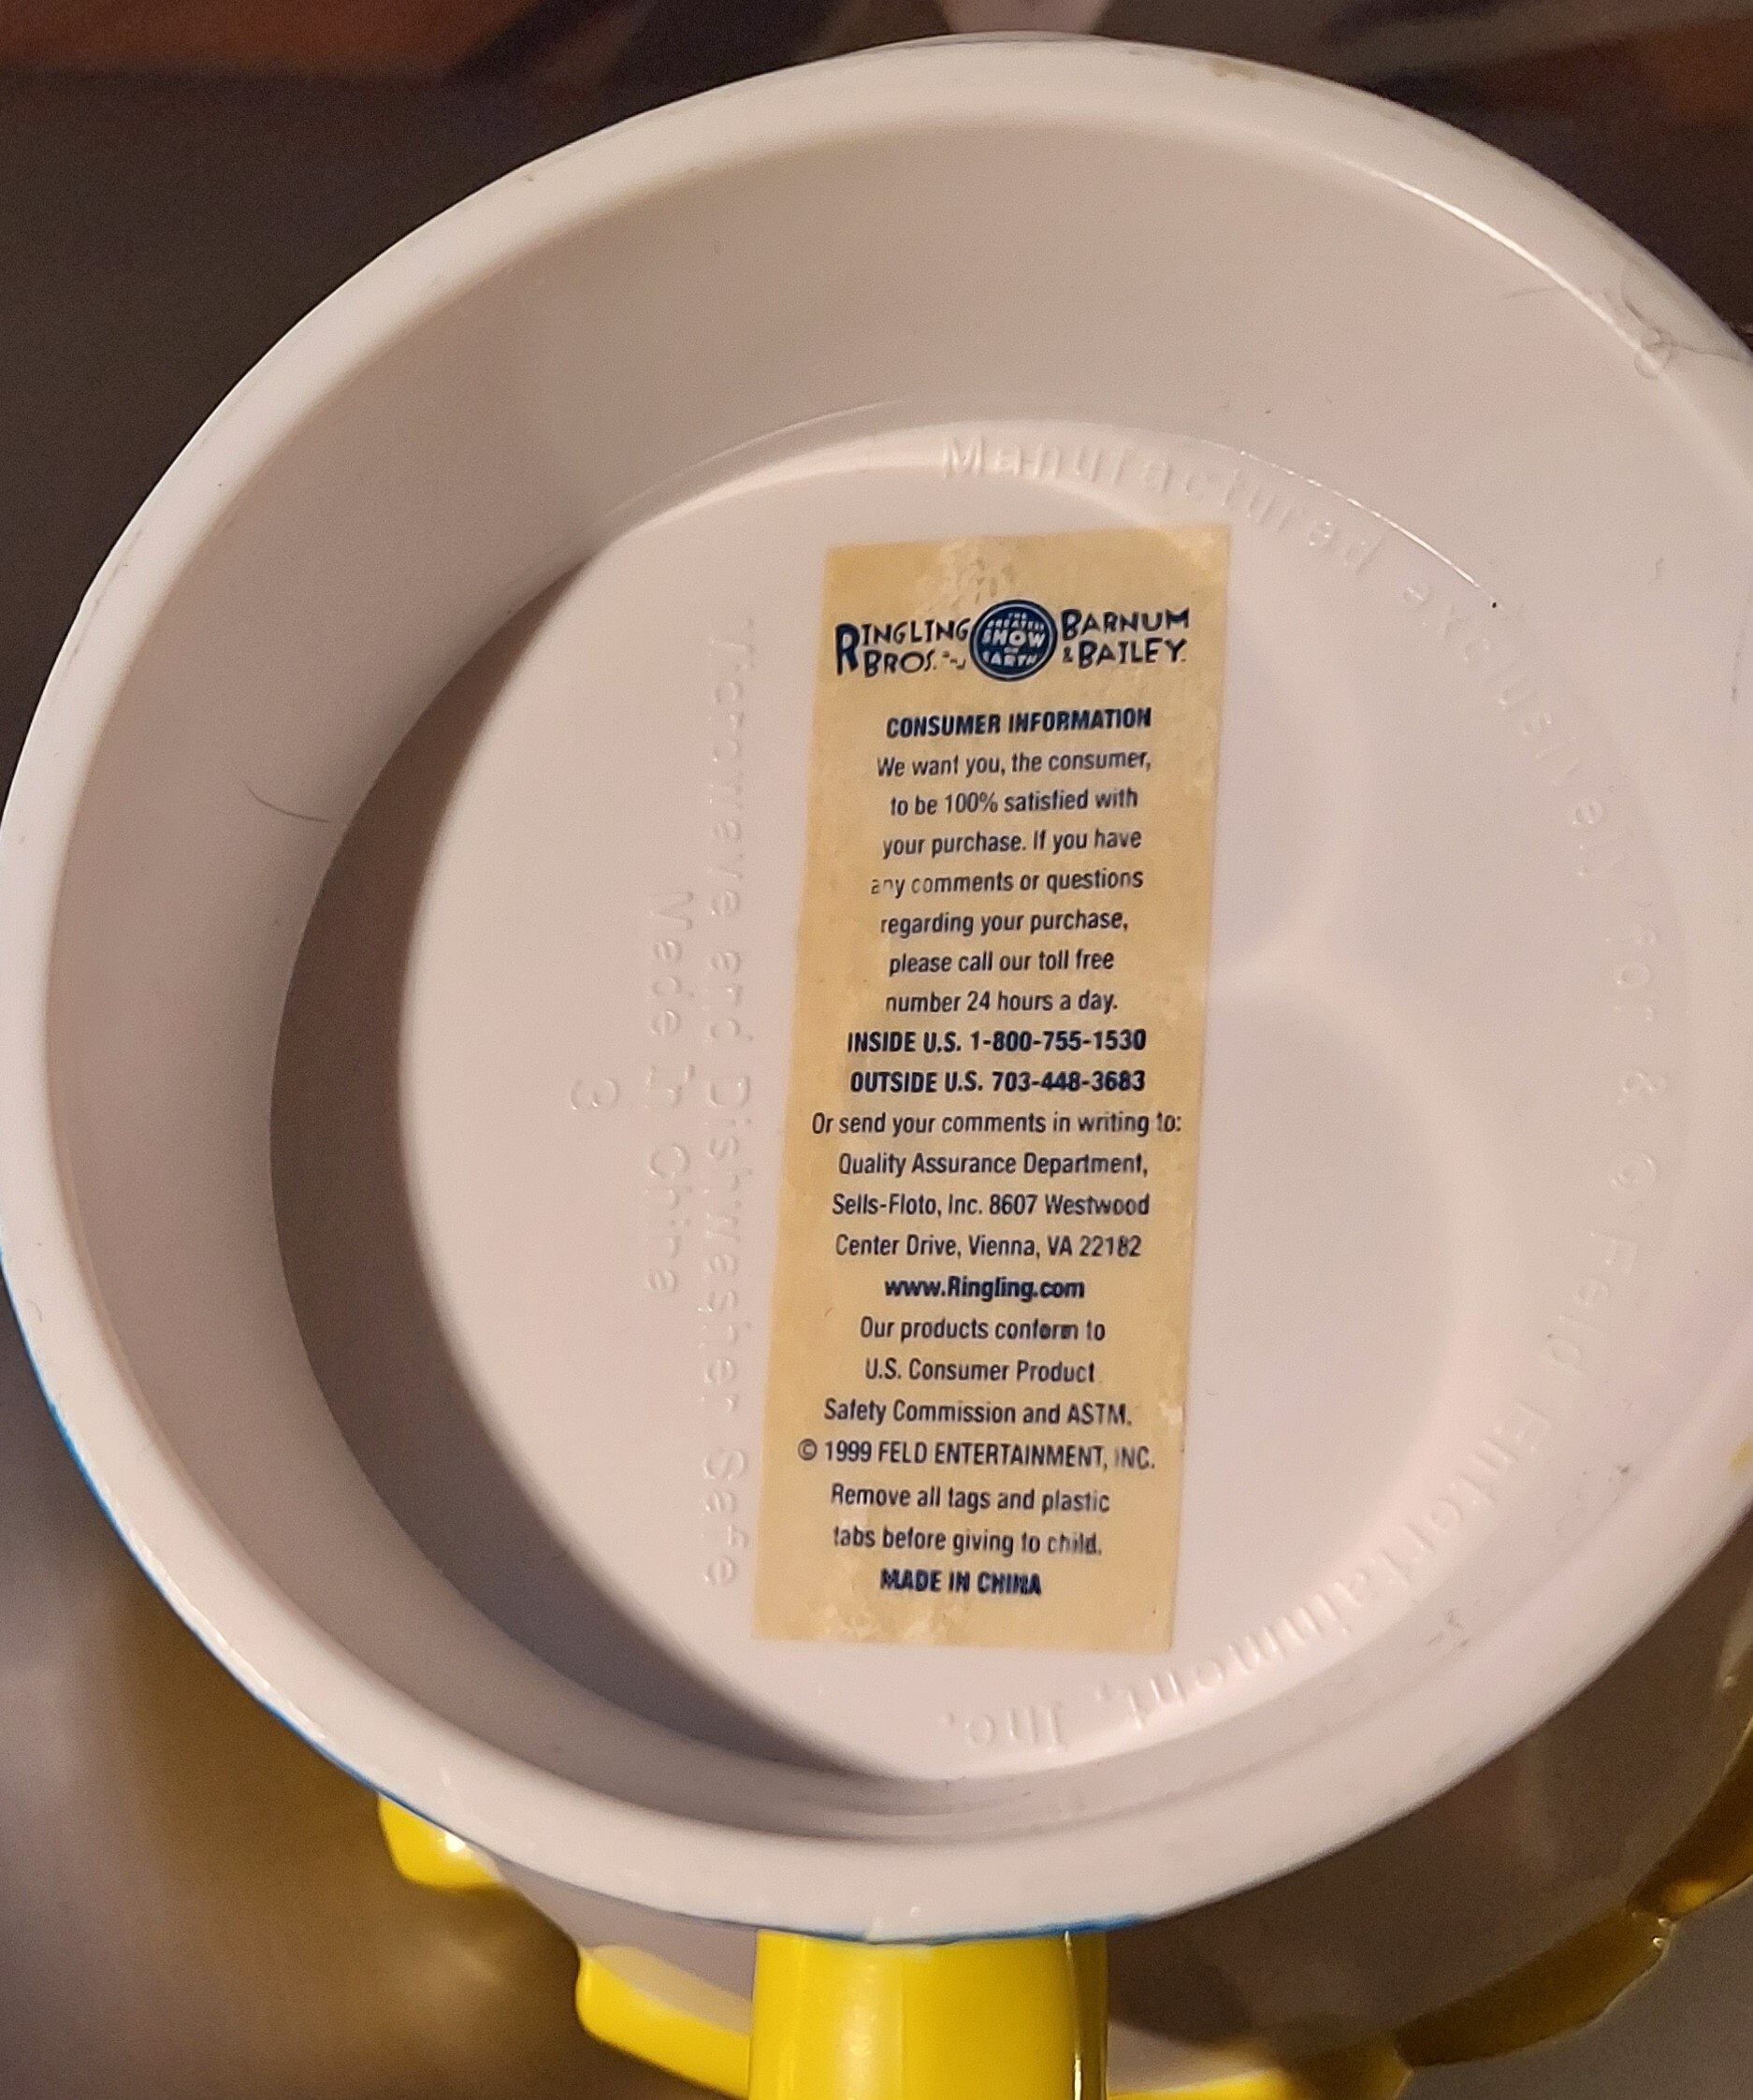 RINGLING BROS. AND BARNUM & BAILEY
THE GREATEST SHOW ON EARTH
CONSUMER INFORMATION
We want you, the consumer,
to be 100% satisfied with
your purchase. If you have
any comments or questions
regarding your purchase,
please call our toll free
number 24 hours a day.
INSIDE U.S. 1-800-755-1530
OUTSIDE U.S. 703-448-3683
Or send your comments in writing to:
Quality Assurance Department,
Sells-Floto, Inc. 8607 Westwood
Center Drive, Vienna, VA 22182
www.Ringling.com
Our products conform to
U.S. Consumer Product
Safety Commission and ASTM.
© 1999 FELD ENTERTAINMENT, INC.
Remove all tags and plastic
tabs before giving to child.
MADE IN CHINA
Manufactured exclusively for & © Feld Entertainment, Inc.
and Dishwasher Safe
Made In China
3